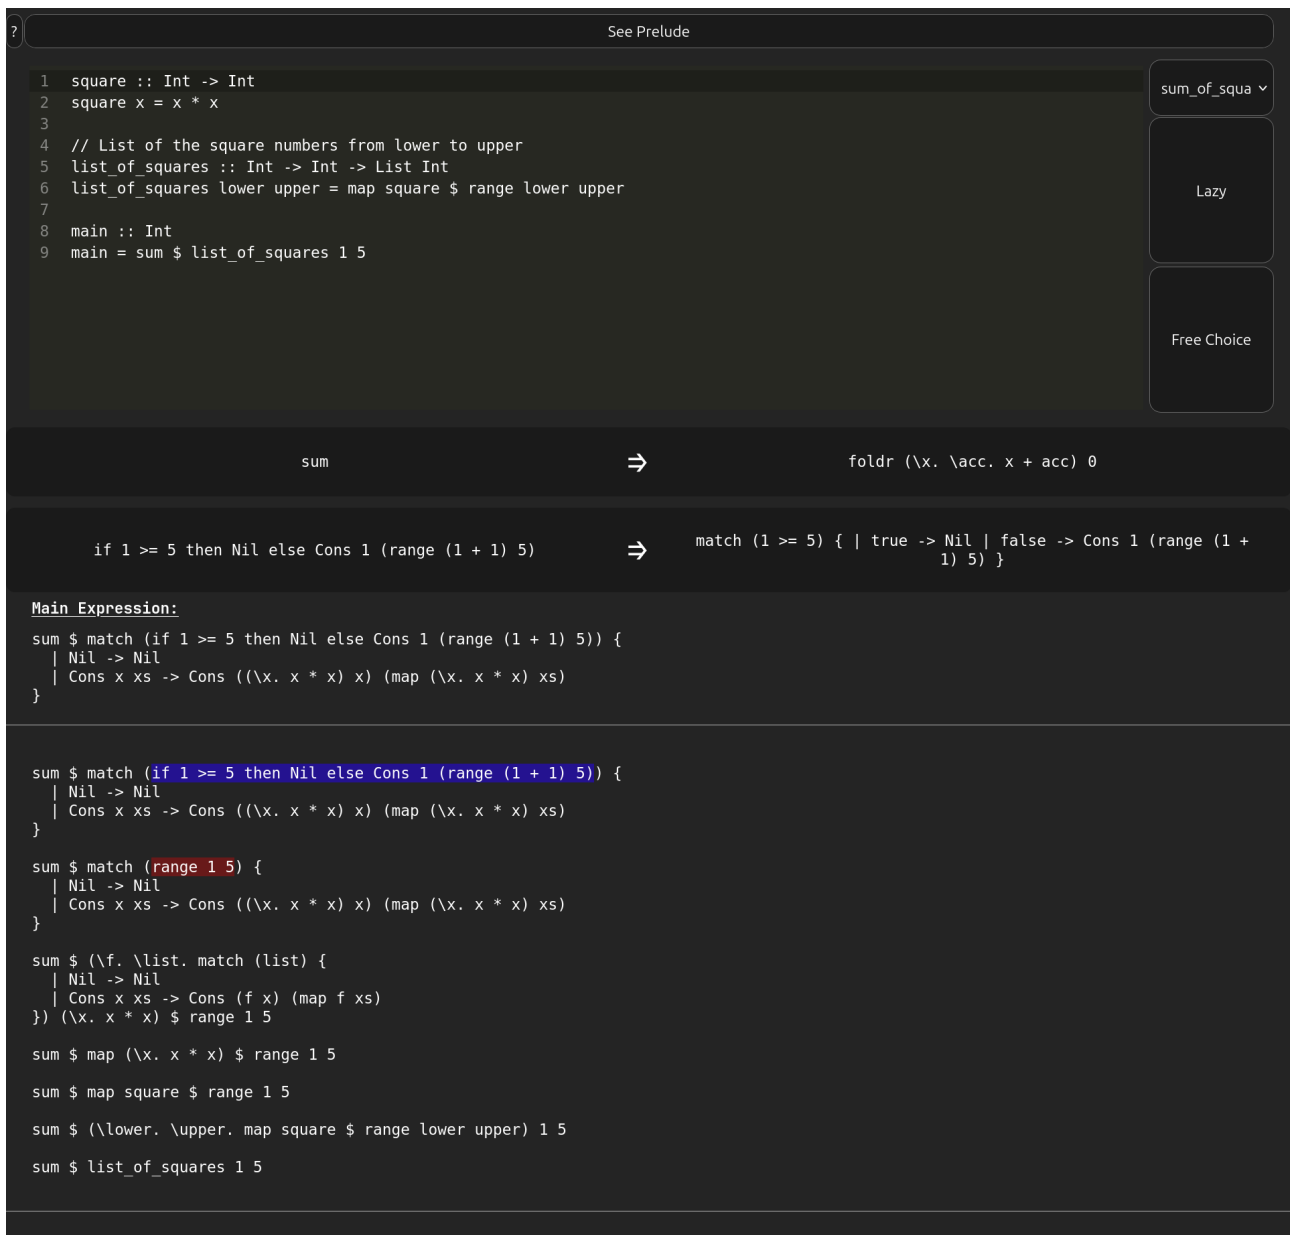 ?
See Prelude
1 square :: Int -> Int
2 square x = x * x
3
4 // List of the square numbers from lower to upper
5 list_of_squares :: Int -> Int -> List Int
6 list_of_squares lower upper = map square $ range lower upper
7
8 main :: Int
9 main = sum $ list_of_squares 1 5
sum_of_squa
Lazy
Free Choice
sum ⇒ foldr (\x. \acc. x + acc) 0
if 1 >= 5 then Nil else Cons 1 (range (1 + 1) 5) ⇒ match (1 >= 5) { | true -> Nil | false -> Cons 1 (range (1 +
1) 5) }
Main Expression:
sum $ match (if 1 >= 5 then Nil else Cons 1 (range (1 + 1) 5)) {
  | Nil -> Nil
  | Cons x xs -> Cons ((\x. x * x) x) (map (\x. x * x) xs)
}
sum $ match (if 1 >= 5 then Nil else Cons 1 (range (1 + 1) 5)) {
  | Nil -> Nil
  | Cons x xs -> Cons ((\x. x * x) x) (map (\x. x * x) xs)
}
sum $ match (range 1 5) {
  | Nil -> Nil
  | Cons x xs -> Cons ((\x. x * x) x) (map (\x. x * x) xs)
}
sum $ (\f. \list. match (list) {
  | Nil -> Nil
  | Cons x xs -> Cons (f x) (map f xs)
}) (\x. x * x) $ range 1 5
sum $ map (\x. x * x) $ range 1 5
sum $ map square $ range 1 5
sum $ (\lower. \upper. map square $ range lower upper) 1 5
sum $ list_of_squares 1 5